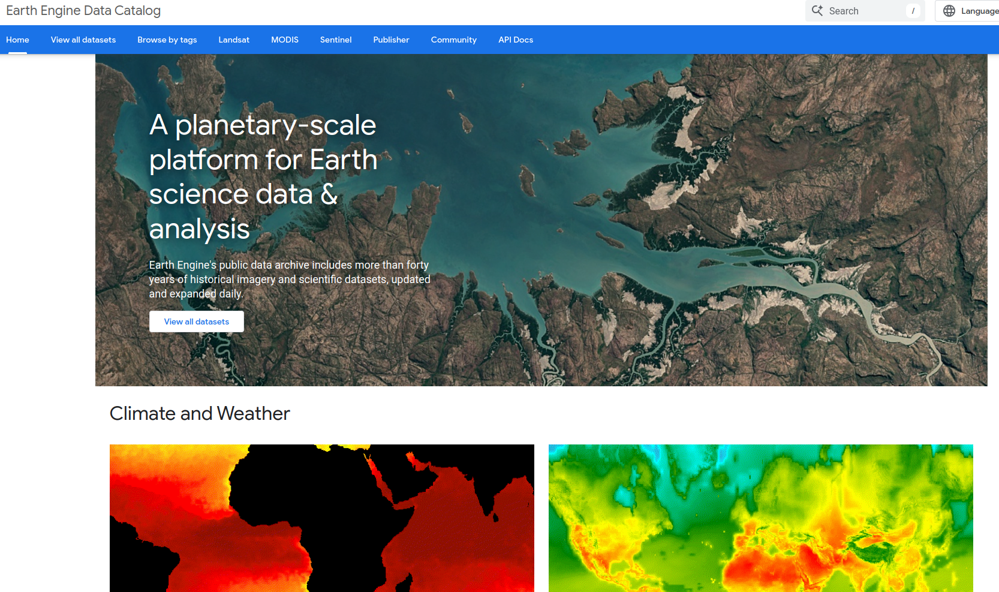 Earth Engine Data Catalog
Search
/
Language
Home
View all datasets
Browse by tags
Landsat
MODIS
Sentinel
Publisher
Community
API Docs
A planetary-scale
platform for Earth
science data &
analysis
Earth Engine's public data archive includes more than forty
years of historical imagery and scientific datasets, updated
and expanded daily.
View all datasets
Climate and Weather